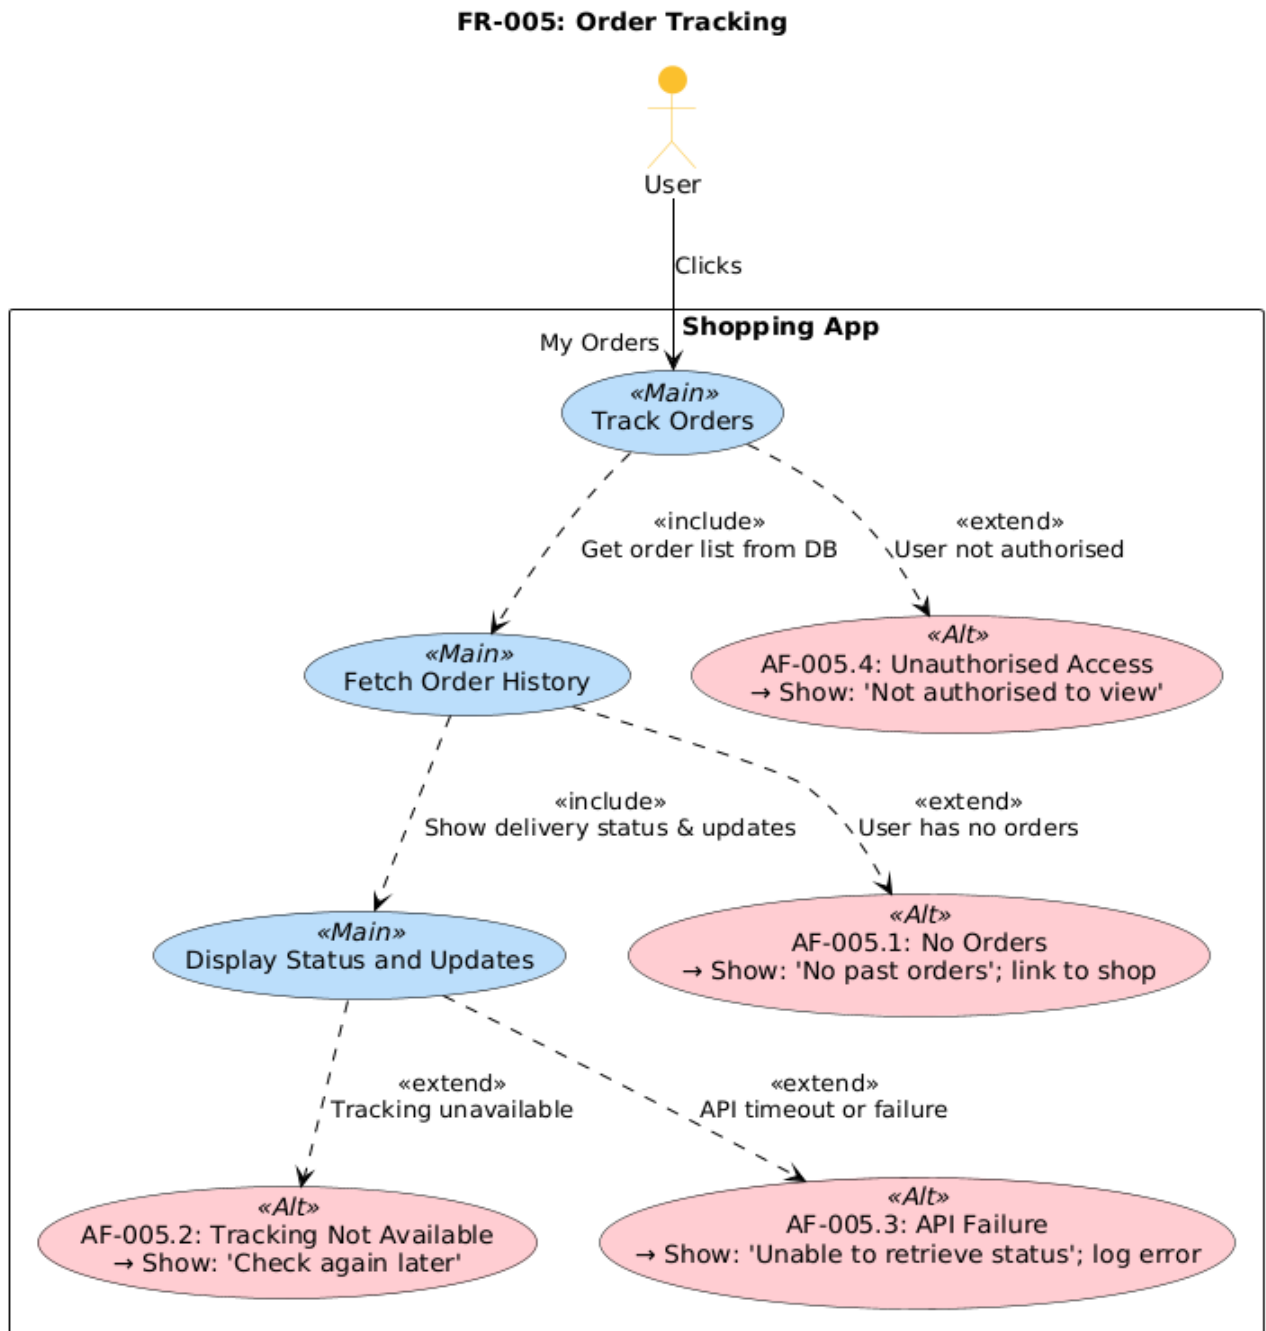 FR-005: Order Tracking
User
Clicks
Shopping App
My Orders
«Main»
Track Orders
«include»
Get order list from DB
«extend»
User not authorised
«Main»
Fetch Order History
«Alt»
AF-005.4: Unauthorised Access
→ Show: 'Not authorised to view'
«include»
Show delivery status & updates
«extend»
User has no orders
«Main»
Display Status and Updates
«Alt»
AF-005.1: No Orders
→ Show: 'No past orders'; link to shop
«extend»
Tracking unavailable
«extend»
API timeout or failure
«Alt»
AF-005.2: Tracking Not Available
→ Show: 'Check again later'
«Alt»
AF-005.3: API Failure
→ Show: 'Unable to retrieve status'; log error